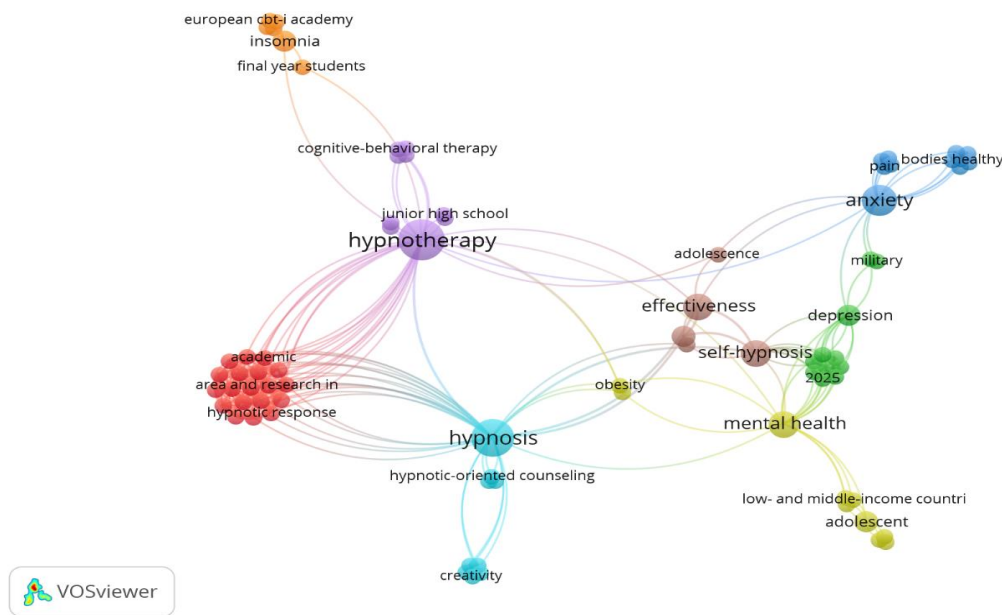 european cbt-i academy
insomnia
final year students
cognitive-behavioral therapy
bodies healthy
pain
anxiety
junior high school
hypnotherapy
adolescence
military
effectiveness
depression
self-hypnosis
academic
2025
area and research in
obesity
hypnotic response
mental health
hypnosis
hypnotic-oriented counseling
low- and middle-income countri
adolescent
creativity
VOSviewer